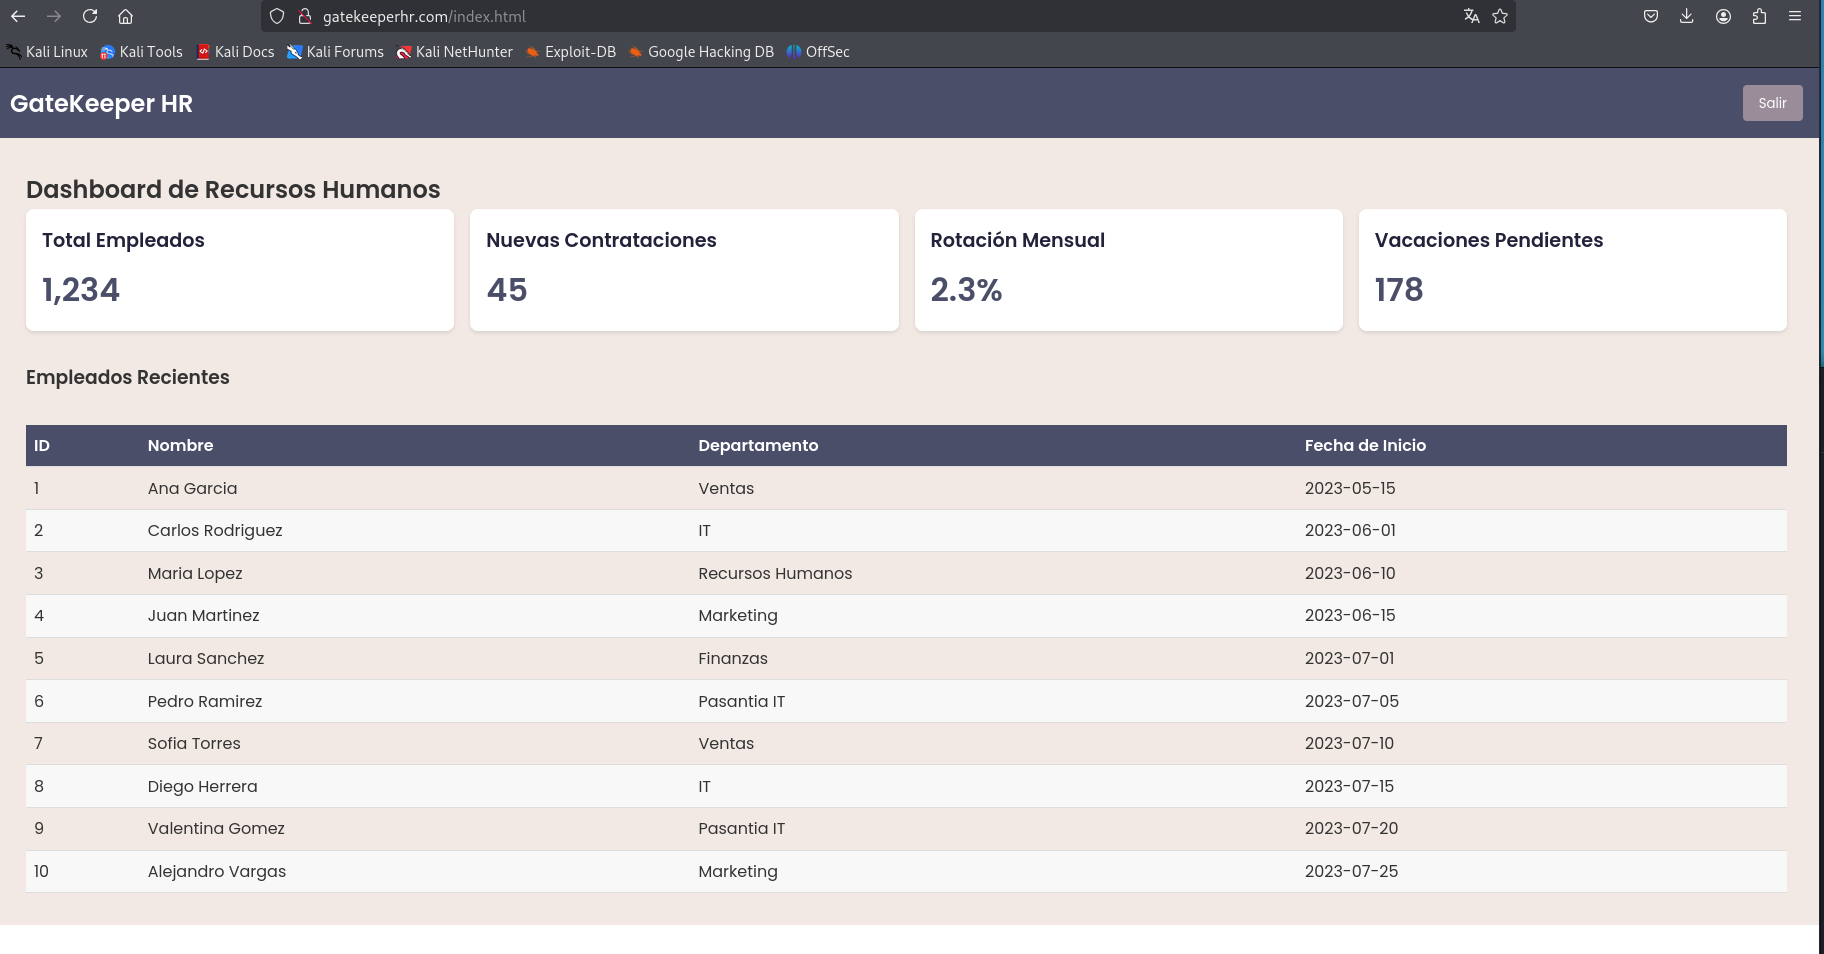 gatekeeperhr.com/index.html
Kali Linux Kali Tools Kali Docs Kali Forums Kali NetHunter Exploit-DB Google Hacking DB OffSec
GateKeeper HR Salir
Dashboard de Recursos Humanos
Total Empleados Nuevas Contrataciones Rotación Mensual Vacaciones Pendientes
1,234 45 2.3% 178
Empleados Recientes
ID Nombre Departamento Fecha de Inicio
1 Ana Garcia Ventas 2023-05-15
2 Carlos Rodriguez IT 2023-06-01
3 Maria Lopez Recursos Humanos 2023-06-10
4 Juan Martinez Marketing 2023-06-15
5 Laura Sanchez Finanzas 2023-07-01
6 Pedro Ramirez Pasantia IT 2023-07-05
7 Sofia Torres Ventas 2023-07-10
8 Diego Herrera IT 2023-07-15
9 Valentina Gomez Pasantia IT 2023-07-20
10 Alejandro Vargas Marketing 2023-07-25